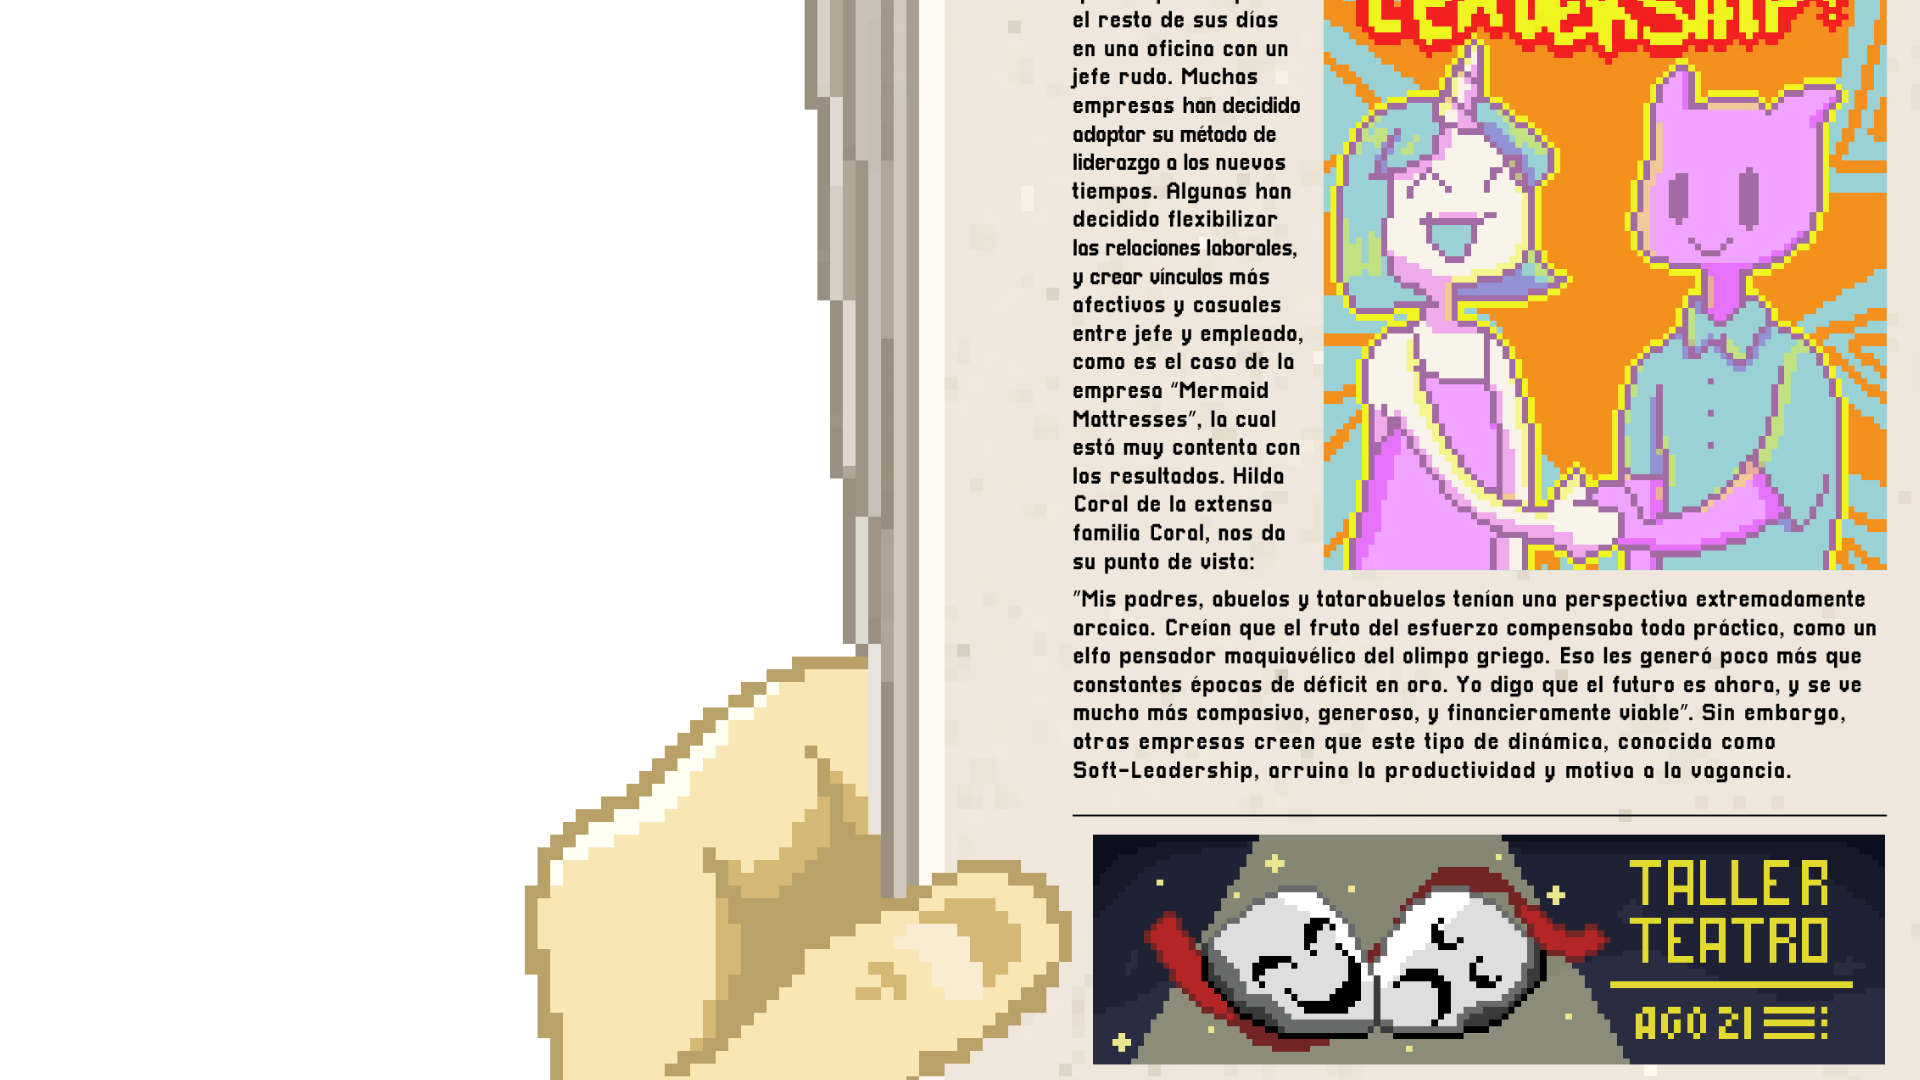 el resto de sus días
en una oficina con un
jefe rudo. Muchas
empresas han decidido
adoptar su método de
liderazgo a los nuevos
tiempos. Algunas han
decidido flexibilizar
las relaciones laborales,
y crear vínculos más
afectivos y casuales
entre jefe y empleado,
como es el caso de la
empresa "Mermaid
Mattresses", la cual
está muy contenta con
los resultados. Hilda
Coral de la extensa
familia Coral, nos da
su punto de vista:
LEADERSHIP
"Mis padres, abuelos y tatarabuelos tenían una perspectiva extremadamente
arcaica. Creían que el fruto del esfuerzo compensaba toda práctica, como un
elfo pensador maquiavélico del olimpo griego. Eso les generó poco más que
constantes épocas de déficit en oro. Yo digo que el futuro es ahora, y se ve
mucho más compasivo, generoso, y financieramente viable". Sin embargo,
otras empresas creen que este tipo de dinámica, conocida como
Soft-Leadership, arruina la productividad y motiva a la vagancia.
TALLER
TEATRO
AGO 21